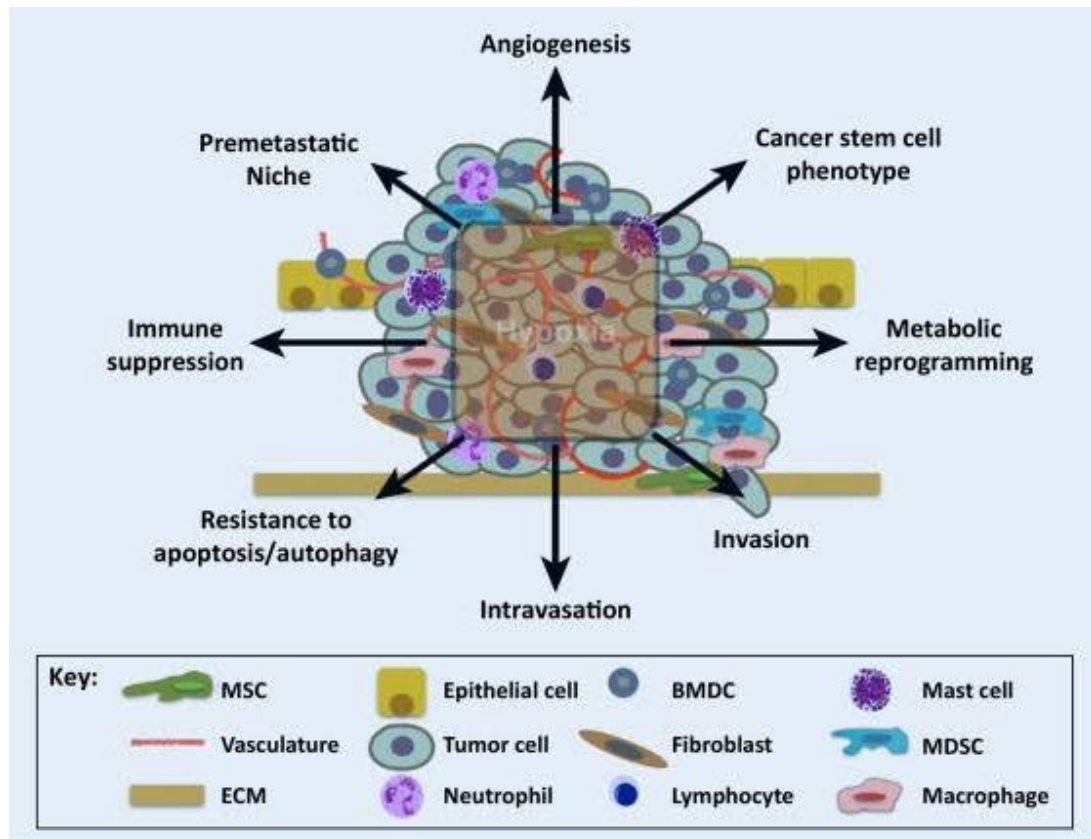 Angiogenesis
Premetastatic
Niche
Cancer stem cell
phenotype
Hypoxia
Immune
suppression
Metabolic
reprogramming
Resistance to
apoptosis/autophagy
Invasion
Intravasation
Key:
MSC
Epithelial cell
BMDC
Mast cell
Vasculature
Tumor cell
Fibroblast
MDSC
ECM
Neutrophil
Lymphocyte
Macrophage